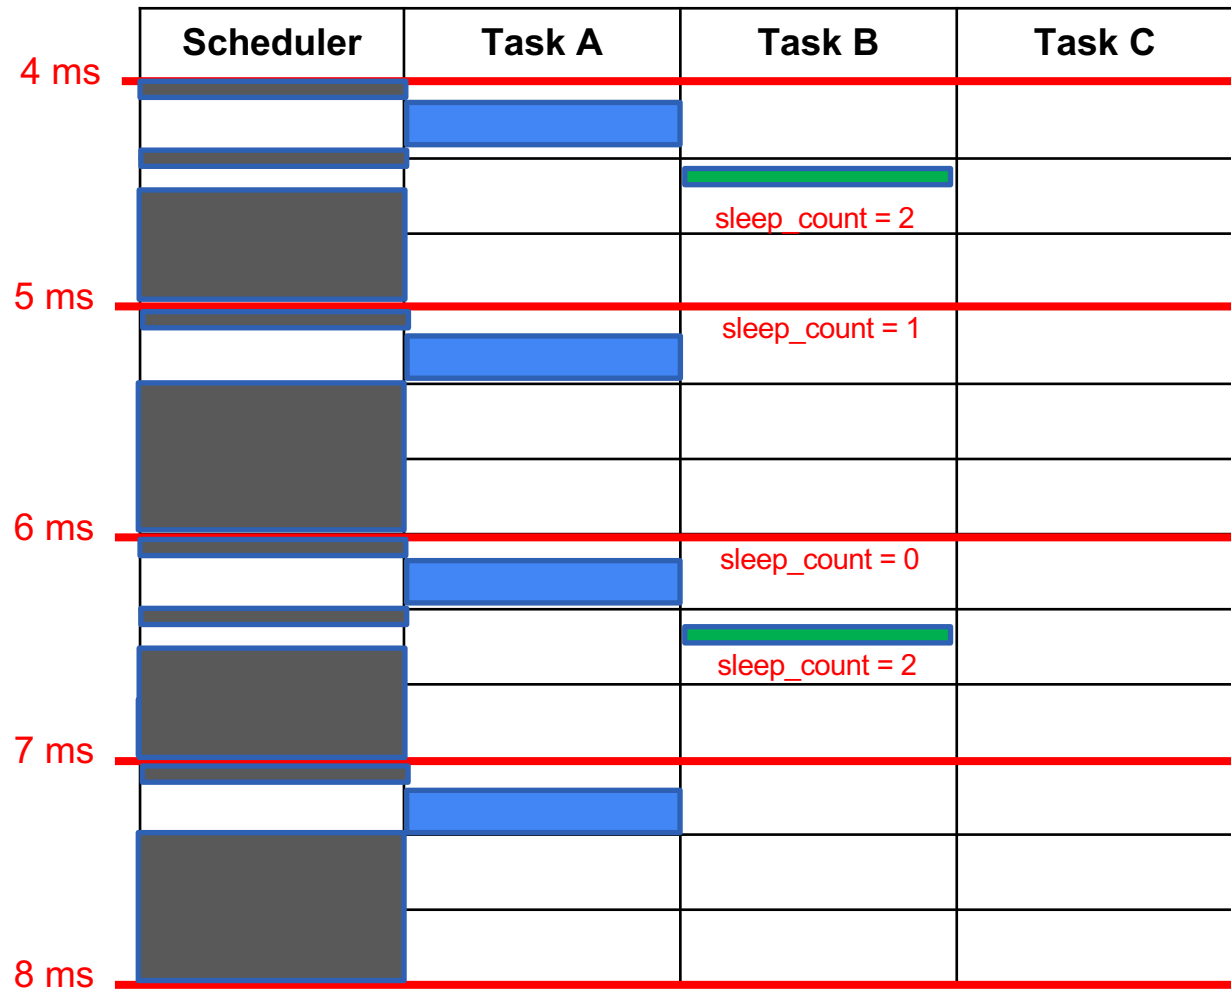 Scheduler Task A Task B Task C
4 ms
sleep_count = 2
5 ms
sleep_count = 1
6 ms
sleep_count = 0
sleep_count = 2
7 ms
8 ms